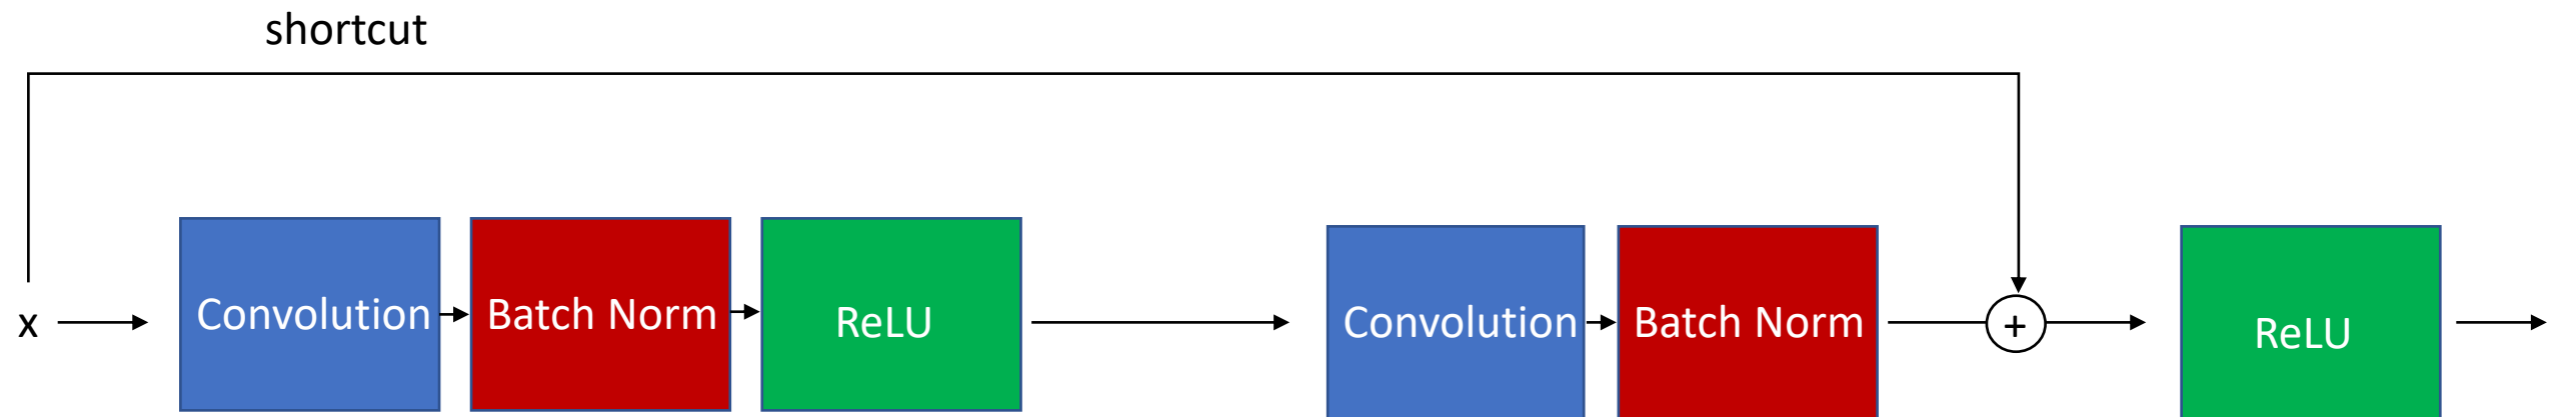 shortcut
x
Convolution
Batch Norm
ReLU
Convolution
Batch Norm
+
ReLU